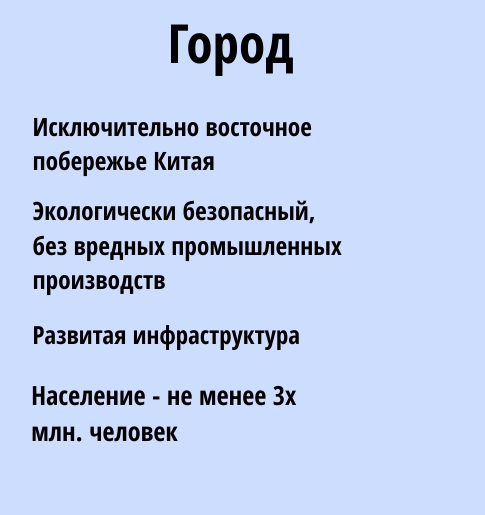 Город
Исключительно восточное
побережье Китая
Экологически безопасный,
без вредных промышленных
производств
Развитая инфраструктура
Население - не менее 3х
млн. человек